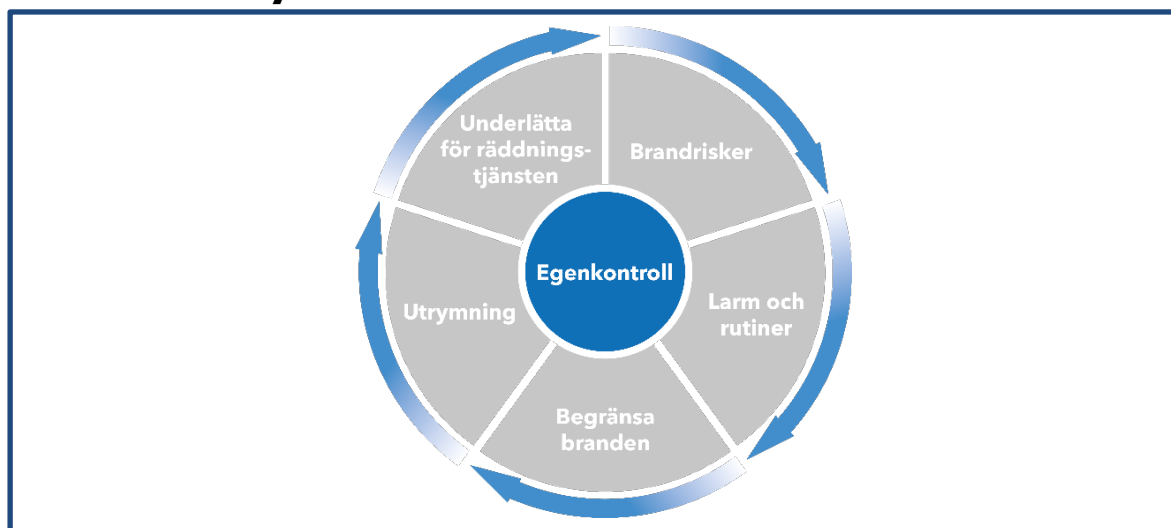 Underlätta
för räddnings-
tjänsten
Brandrisker
Egenkontroll
Utrymning
Larm och
rutiner
Begränsa
branden